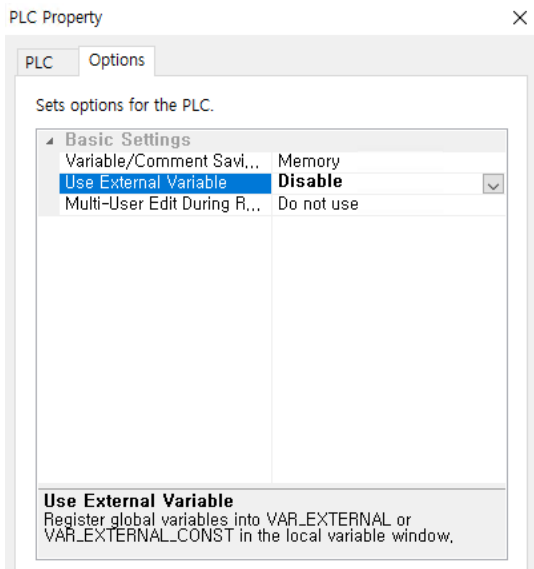 PLC Property
PLC
Options
Sets options for the PLC.
Basic Settings
Variable/Comment Savi... Memory
Use External Variable Disable
Multi-User Edit During R... Do not use
Use External Variable
Register global variables into VAR_EXTERNAL or
VAR_EXTERNAL_CONST in the local variable window,